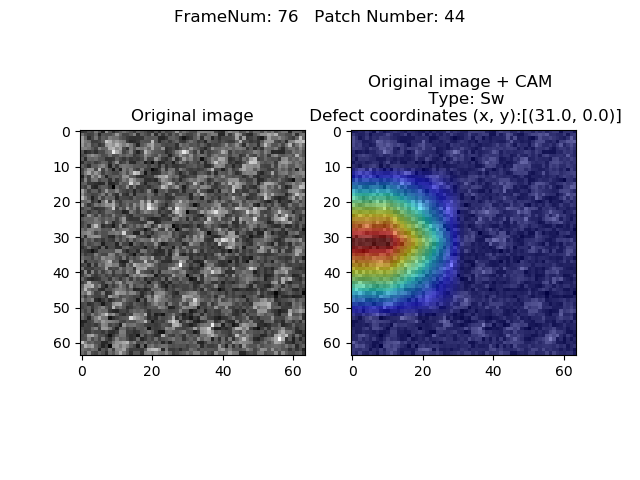 FrameNum: 76   Patch Number: 44
Original image
Original image + CAM
Type: Sw
Defect coordinates (x, y):[(31.0, 0.0)]
0
10
20
30
40
50
60
0 20 40 60
0
10
20
30
40
50
60
0 20 40 60